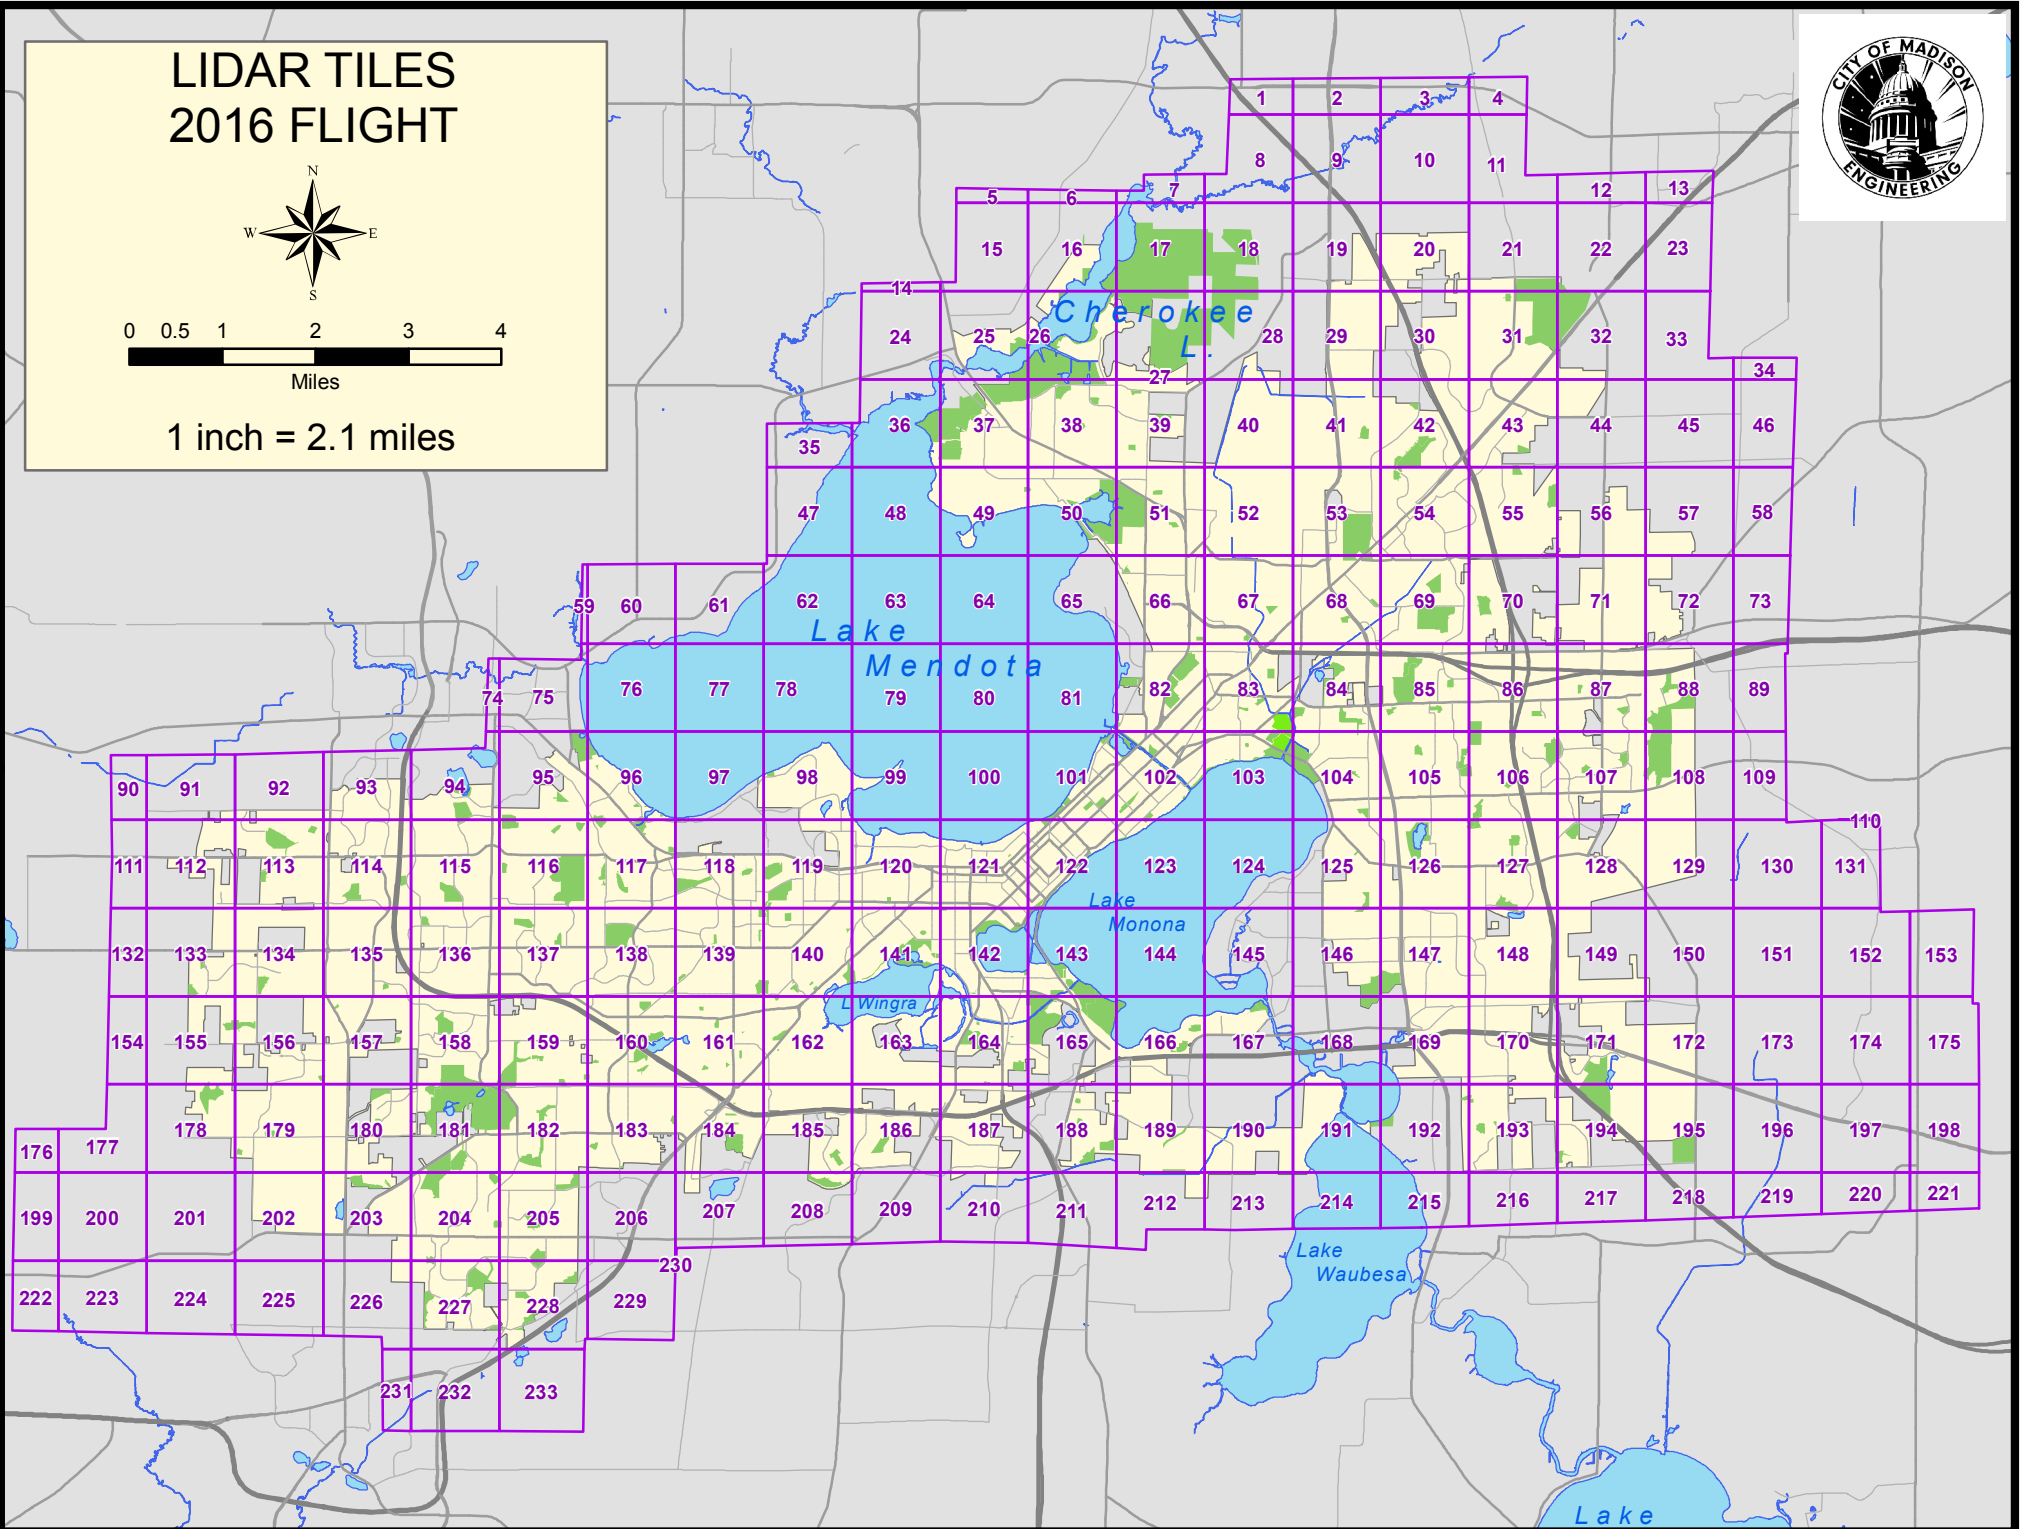 LIDAR TILES
2016 FLIGHT
N
W E
S
0 0.5 1 2 3 4
Miles
1 inch = 2.1 miles
CITY OF MADISON
ENGINEERING
1 2 3 4
8 9 10 11
5 6 7 12 13
15 16 17 18 19 20 21 22 23
14
Cherokee
L.
24 25 26 28 29 30 31 32 33
27 34
35 36 37 38 39 40 41 42 43 44 45 46
47 48 49 50 51 52 53 54 55 56 57 58
59 60 61 62 63 64 65 66 67 68 69 70 71 72 73
Lake
Mendota
74 75 76 77 78 79 80 81 82 83 84 85 86 87 88 89
90 91 92 93 94 95 96 97 98 99 100 101 102 103 104 105 106 107 108 109
110
111 112 113 114 115 116 117 118 119 120 121 122 123 124 125 126 127 128 129 130 131
Lake
Monona
132 133 134 135 136 137 138 139 140 141 142 143 144 145 146 147 148 149 150 151 152 153
L Wingra
154 155 156 157 158 159 160 161 162 163 164 165 166 167 168 169 170 171 172 173 174 175
176 177 178 179 180 181 182 183 184 185 186 187 188 189 190 191 192 193 194 195 196 197 198
199 200 201 202 203 204 205 206 207 208 209 210 211 212 213 214 215 216 217 218 219 220 221
Lake
Waubesa
230
222 223 224 225 226 227 228 229
231 232 233
Lake